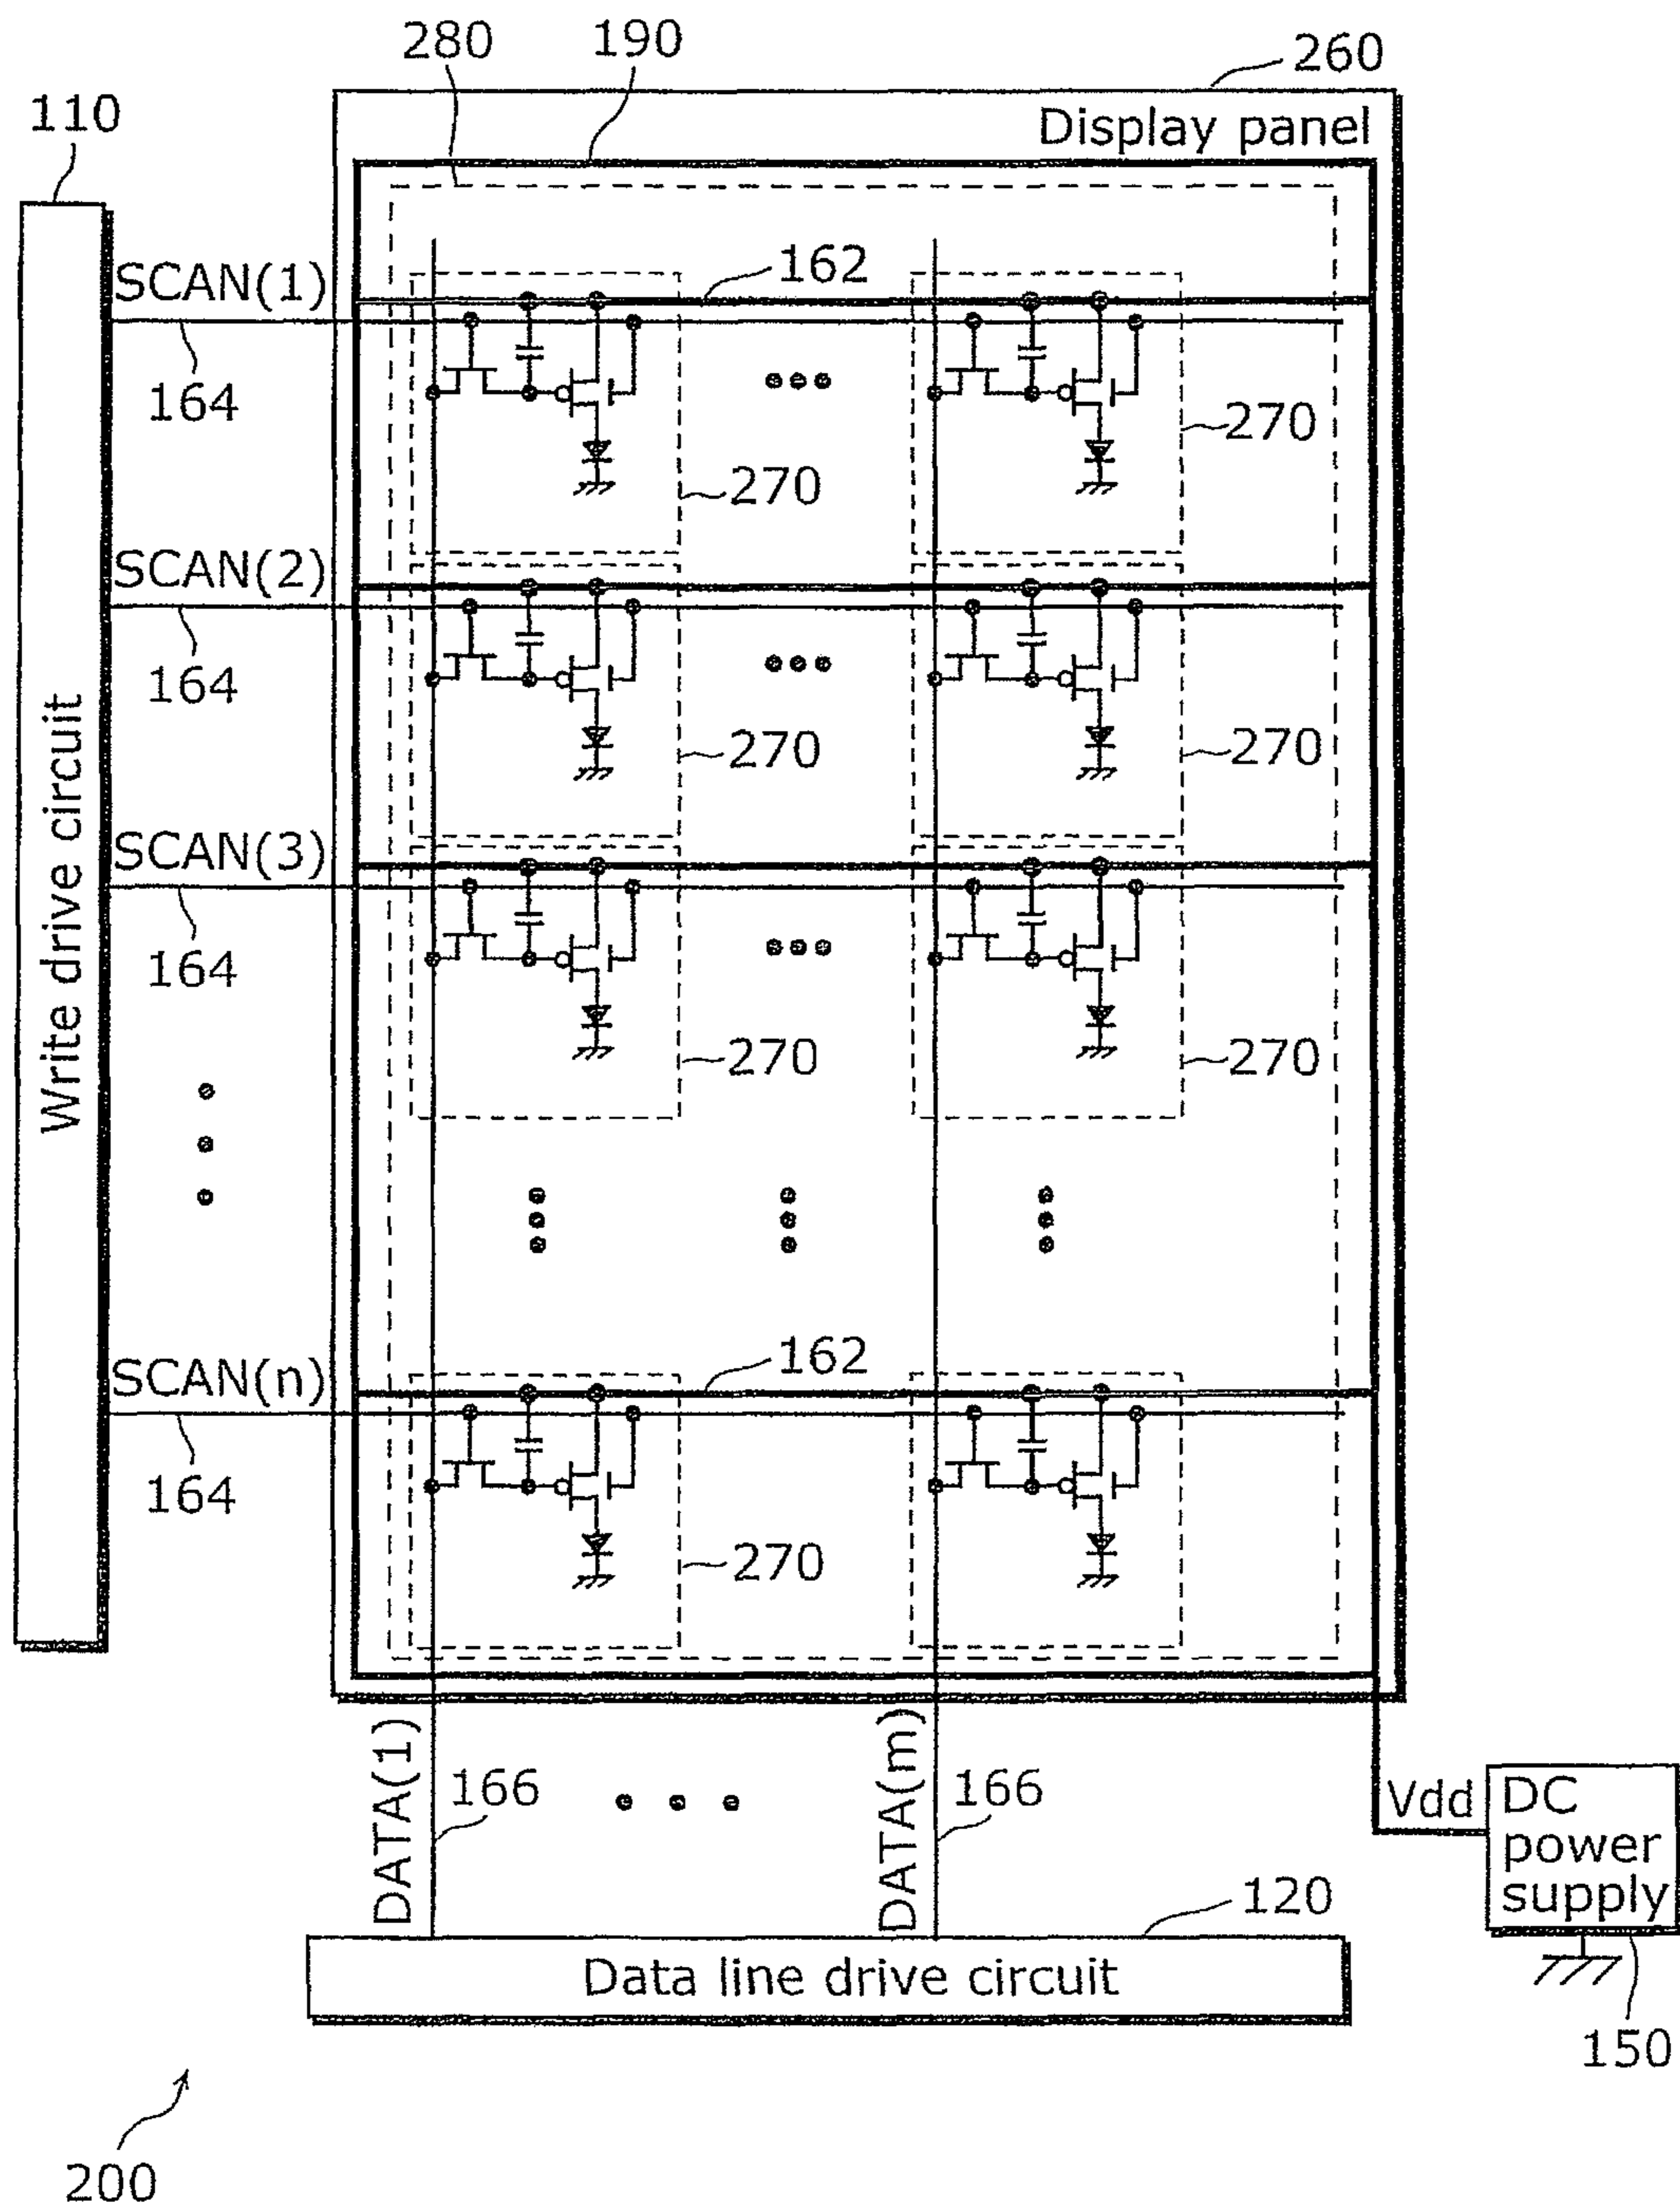 280
190
260
110
Display panel
SCAN(1)
162
164
270
270
SCAN(2)
164
270
270
Write drive circuit
SCAN(3)
164
270
270
SCAN(n)
162
164
270
DATA(1)
166
DATA(m)
166
Vdd
DC
power
supply
120
Data line drive circuit
150
200